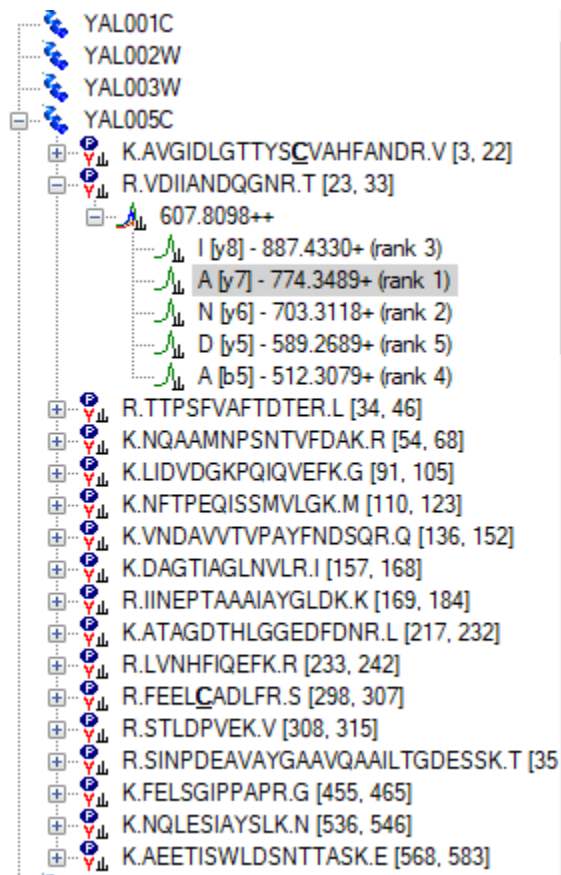 YAL001C
YAL002W
YAL003W
YAL005C
K.AVGIDLGTTYSCVAHFANDR.V [3, 22]
R.VDIIANDQGNR.T [23, 33]
607.8098++
I [y8] - 887.4330+ (rank 3)
A [y7] - 774.3489+ (rank 1)
N [y6] - 703.3118+ (rank 2)
D [y5] - 589.2689+ (rank 5)
A [b5] - 512.3079+ (rank 4)
R.TTPSFVAFTDTER.L [34, 46]
K.NQAAMNPSNTVFDAK.R [54, 68]
K.LIDVDGKPQIQVEFK.G [91, 105]
K.NFTPEQISSMVLGK.M [110, 123]
K.VNDAVVTVPAYFNDSQR.Q [136, 152]
K.DAGTIAGLNVLR.I [157, 168]
R.IINEPTAAAIAYGLDK.K [169, 184]
K.ATAGDTHLGGEDFDNR.L [217, 232]
R.LVNHFIQEFK.R [233, 242]
R.FEELCADLFR.S [298, 307]
R.STLDPVEK.V [308, 315]
R.SINPDEAVAYGAAVQAAILTGDESSK.T [35
K.FELSGIPPAPR.G [455, 465]
K.NQLESIAYSLK.N [536, 546]
K.AEETISWLDSNTTASK.E [568, 583]